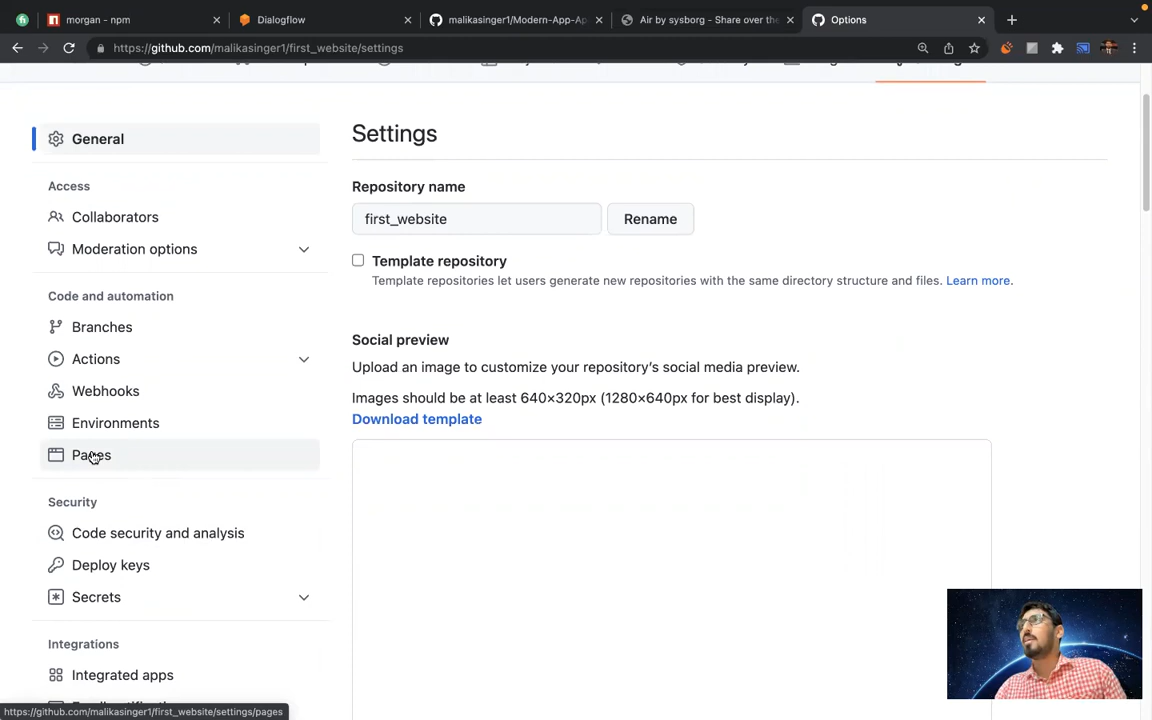 morgan - npm
Dialogflow
malikasinger1/Modern-App-Ap
Air by sysborg - Share over the
Options
https://github.com/malikasinger1/first_website/settings
General
Access
Collaborators
Moderation options
Code and automation
Branches
Actions
Webhooks
Environments
Pages
Security
Code security and analysis
Deploy keys
Secrets
Integrations
Integrated apps
Settings
Repository name
first_website
Rename
Template repository
Template repositories let users generate new repositories with the same directory structure and files. Learn more.
Social preview
Upload an image to customize your repository's social media preview.
Images should be at least 640×320px (1280×640px for best display).
Download template
https://github.com/malikasinger1/first_website/settings/pages